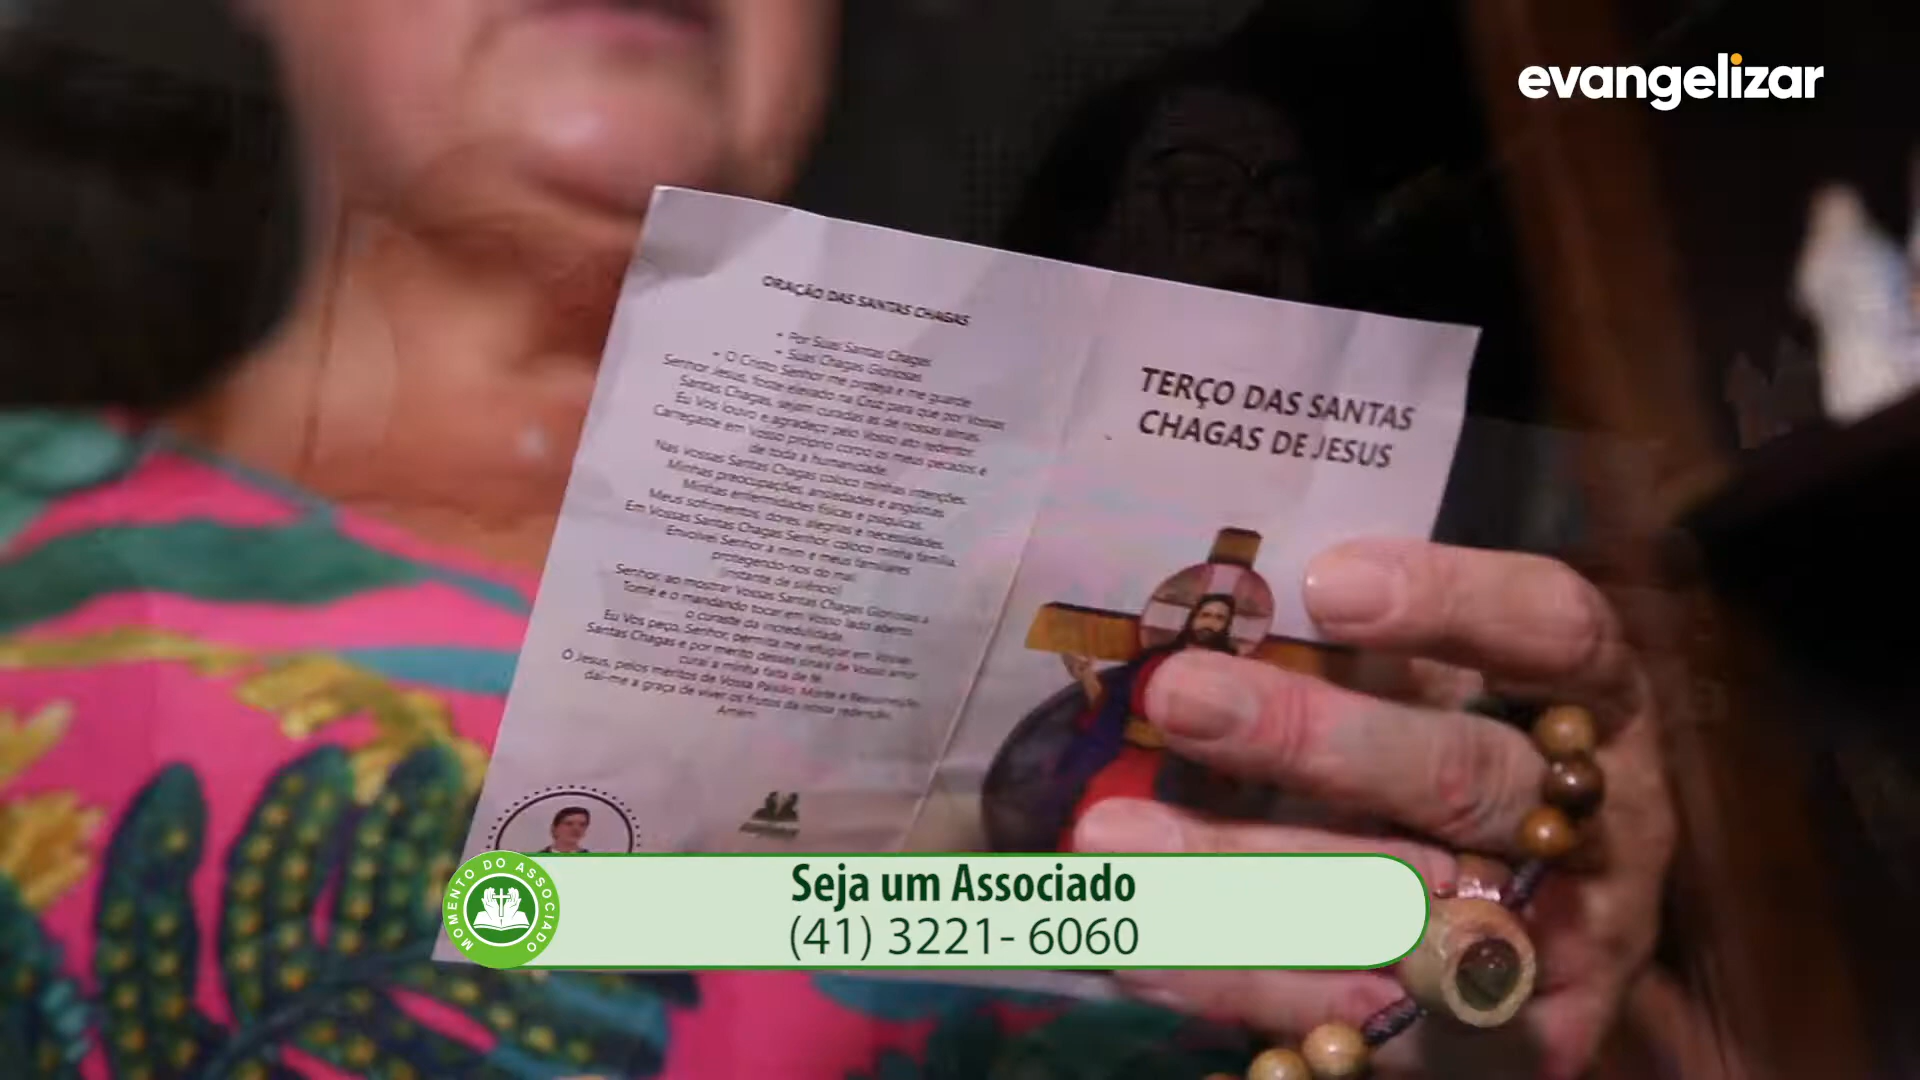 evangelizar
ORAÇÃO DAS SANTAS CHAGAS
+ Por Suas Santas Chagas
+ Suas Chagas Gloriosas
+ O Cristo Senhor me proteja e me guarde.
Senhor Jesus, foste elevado na Cruz para que por Vossas
Santas Chagas, sejam curadas as de nossas almas.
Eu Vos louvo e agradeço pelo Vosso ato redentor.
Carregaste em Vosso próprio corpo os meus pecados e
de toda a humanidade.
Nas Vossas Santas Chagas coloco minhas intenções.
Minhas preocupações, ansiedades e angústias.
Minhas enfermidades físicas e psíquicas.
Meus sofrimentos, dores, alegrias e necessidades.
Em Vossas Santas Chagas Senhor, coloco minha família.
Envolvei Senhor a mim e meus familiares
protegendo-nos do mal.
(instante de silêncio)
Senhor, ao mostrar Vossas Santas Chagas Gloriosas a
Tomé e o mandando tocar em Vosso lado aberto,
o curaste da incredulidade.
Eu Vos peço, Senhor, permita me refugiar em Vossas
Santas Chagas e por mérito desses sinais de Vosso amor
curai a minha falta de fé.
Ó Jesus, pelos méritos de Vossa Paixão, Morte e Ressurreição,
dai-me a graça de viver os frutos da nossa redenção.
Amém.
TERÇO DAS SANTAS
CHAGAS DE JESUS
MOMENTO DO ASSOCIADO
Seja um Associado
(41) 3221- 6060